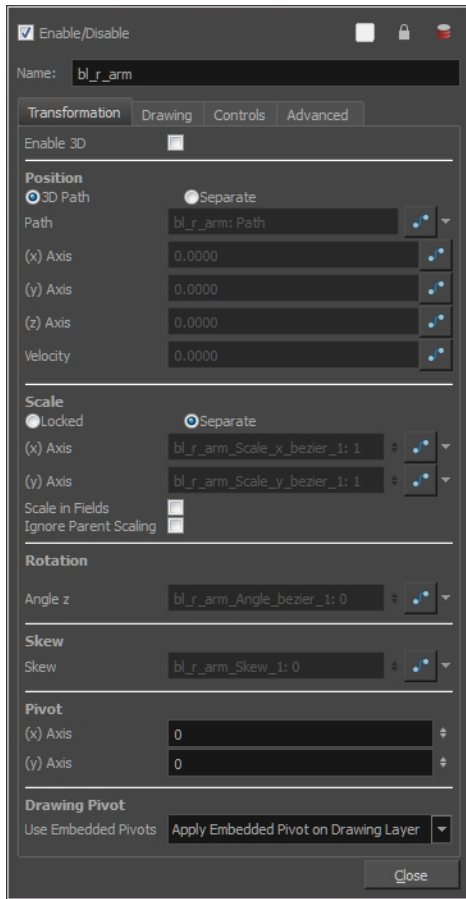 Enable/Disable
Name: bl_r_arm
Transformation Drawing Controls Advanced
Enable 3D
Position
3D Path Separate
Path bl_r_arm: Path
(x) Axis 0.0000
(y) Axis 0.0000
(z) Axis 0.0000
Velocity 0.0000
Scale
Locked Separate
(x) Axis bl_r_arm_Scale_x_bezier_1: 1
(y) Axis bl_r_arm_Scale_y_bezier_1: 1
Scale in Fields
Ignore Parent Scaling
Rotation
Angle z bl_r_arm_Angle_bezier_1: 0
Skew
Skew bl_r_arm_Skew_1: 0
Pivot
(x) Axis 0
(y) Axis 0
Drawing Pivot
Use Embedded Pivots Apply Embedded Pivot on Drawing Layer
Close